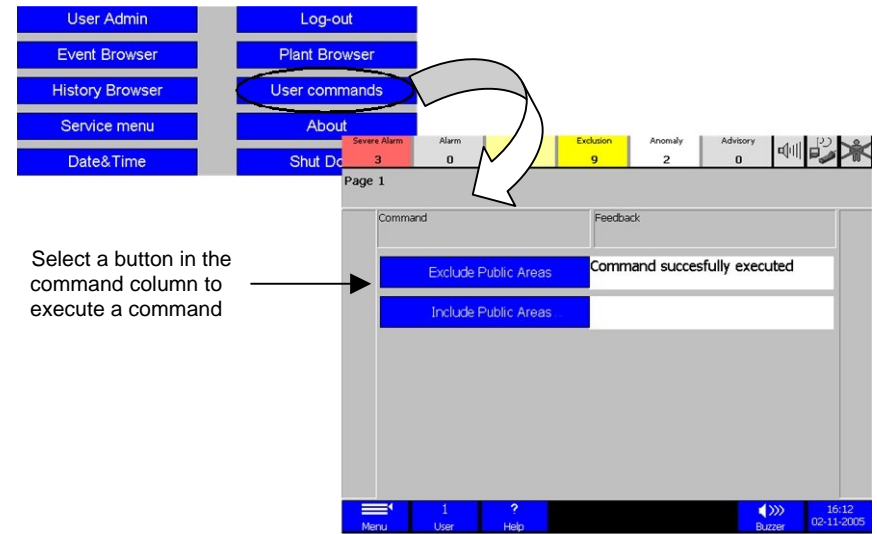 User Admin
Log-out
Event Browser
Plant Browser
History Browser
User commands
Service menu
About
Date&Time
Shut Do
Severe Alarm
Alarm
Exclusion
Anomaly
Advisory
3
0
9
2
0
Page 1
Command
Feedback
Select a button in the
command column to
execute a command
Exclude Public Areas
Command succesfully executed
Include Public Areas...
1
?
16:12
Menu
User
Help
Buzzer
02-11-2005